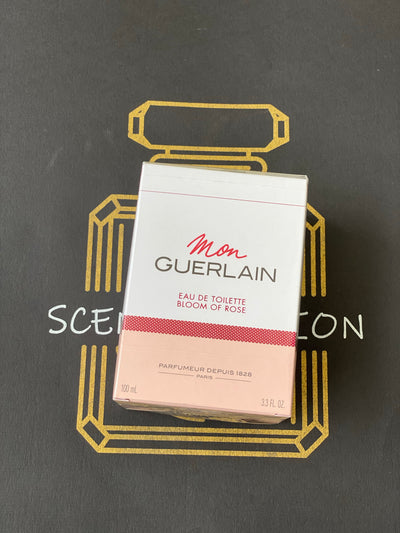 Mon
GUERLAIN
EAU DE TOILETTE
BLOOM OF ROSE
PARFUMEUR DEPUIS 1828
PARIS
100 mL
3.3 FL. OZ.